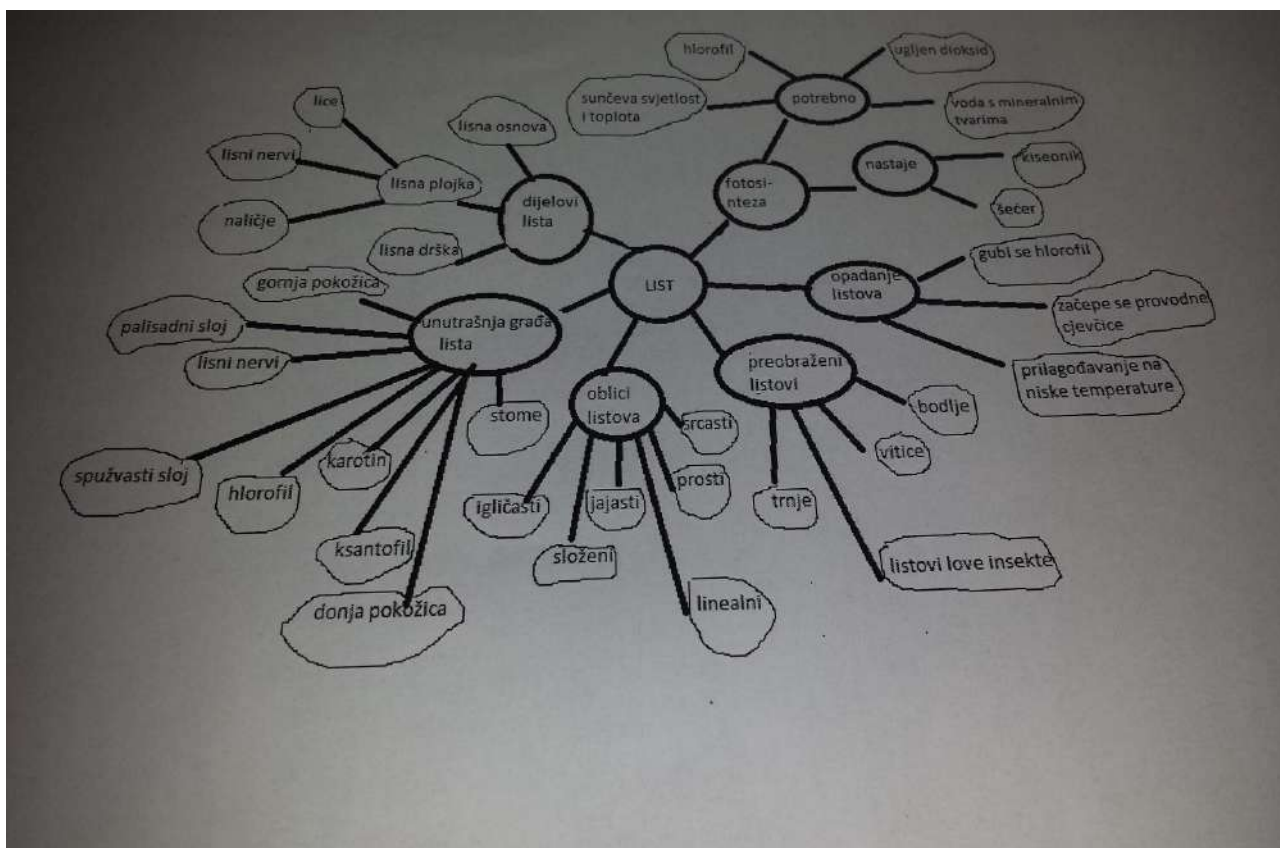 hlorofil
ugljen dioksid
sunčeva svjetlost
i toplota
potrebno
voda s mineralnim
tvarima
lice
lisna osnova
lisni nervi
lisna plojka
naličje
dijelovi
lista
lisna drška
fotosi-
nteza
nastaje
kiseonik
šećer
LIST
gornja pokožica
palisadni sloj
unutrašnja građa
lista
lisni nervi
opadanje
listova
gubi se hlorofil
začepe se provodne
cjevčice
prilagođavanje na
niske temperature
preobraženi
listovi
bodlje
vitice
trnje
listovi love insekte
oblici
listova
srcasti
prosti
jajasti
igličasti
složeni
linealni
stome
karotin
spužvasti sloj
hlorofil
ksantofil
donja pokožica